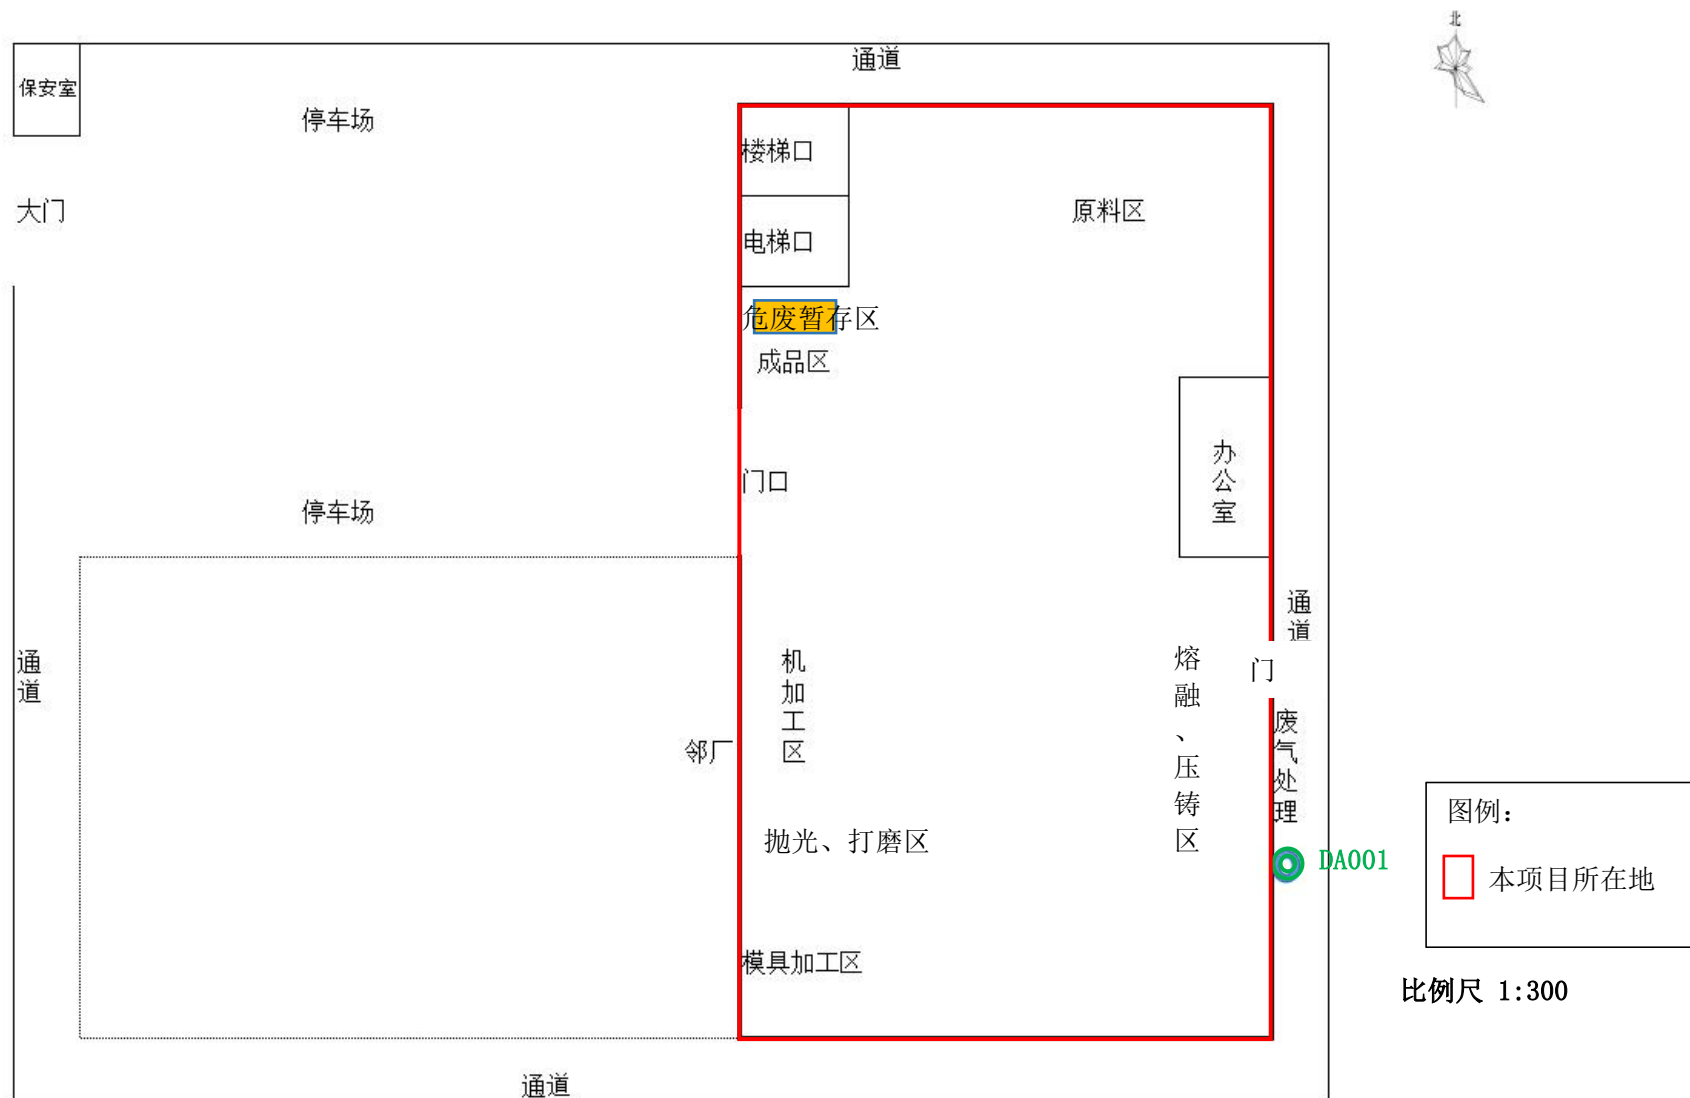 北
通道
保安室
停车场
楼梯口
大门
原料区
电梯口
危废暂存区
成品区
办公室
门口
停车场
通道
通道
机加工区
熔融、压铸区
门
邻厂
废气处理
抛光、打磨区
DA001
图例：
本项目所在地
模具加工区
比例尺 1:300
通道